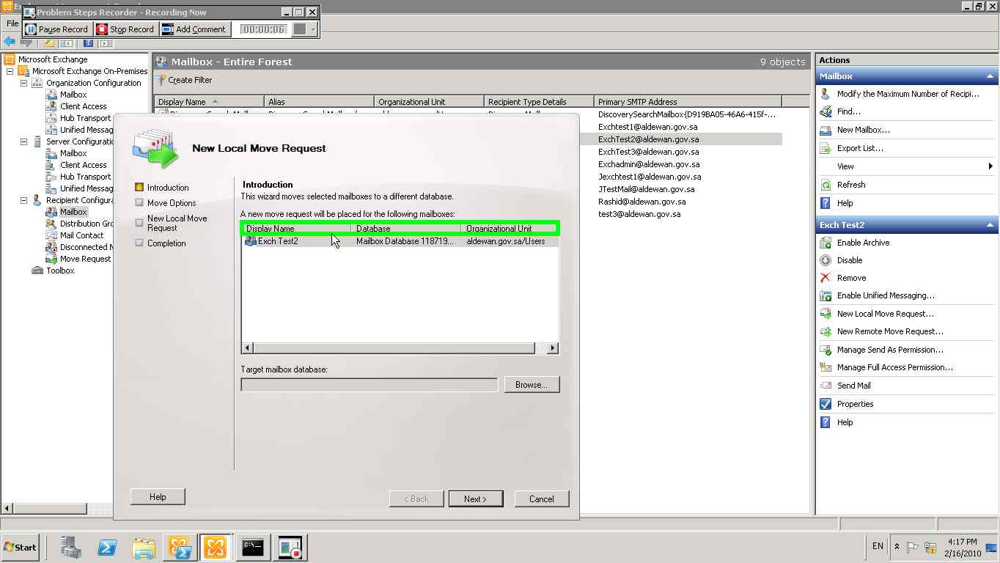 Problem Steps Recorder - Recording Now
File
Pause Record
Stop Record
Add Comment
00:00:06
Microsoft Exchange
Microsoft Exchange On-Premises
Organization Configuration
Mailbox
Client Access
Hub Transport
Unified Messag
Server Configuratio
Mailbox
Client Access
Hub Transport
Unified Messag
Recipient Configura
Mailbox
Distribution Gro
Mail Contact
Disconnected M
Move Request
Toolbox
Mailbox - Entire Forest
9 objects
Create Filter
Display Name
Alias
Organizational Unit
Recipient Type Details
Primary SMTP Address
DiscoverySearchMailbox{D919BA05-46A6-415f-...
Exchtest1@aldewan.gov.sa
ExchTest2@aldewan.gov.sa
ExchTest3@aldewan.gov.sa
Exchadmin@aldewan.gov.sa
Jexchtest1@aldewan.gov.sa
JTestMail@aldewan.gov.sa
Rashid@aldewan.gov.sa
test3@aldewan.gov.sa
New Local Move Request
Introduction
Move Options
New Local Move
Request
Completion
Introduction
This wizard moves selected mailboxes to a different database.
A new move request will be placed for the following mailboxes:
Display Name
Database
Organizational Unit
Exch Test2
Mailbox Database 118719...
aldewan.gov.sa/Users
Target mailbox database:
Browse...
Help
< Back
Next >
Cancel
Actions
Mailbox
Modify the Maximum Number of Recipi...
Find...
New Mailbox...
Export List...
View
Refresh
Help
Exch Test2
Enable Archive
Disable
Remove
Enable Unified Messaging...
New Local Move Request...
New Remote Move Request...
Manage Send As Permission...
Manage Full Access Permission...
Send Mail
Properties
Help
Start
EN
4:17 PM
2/16/2010